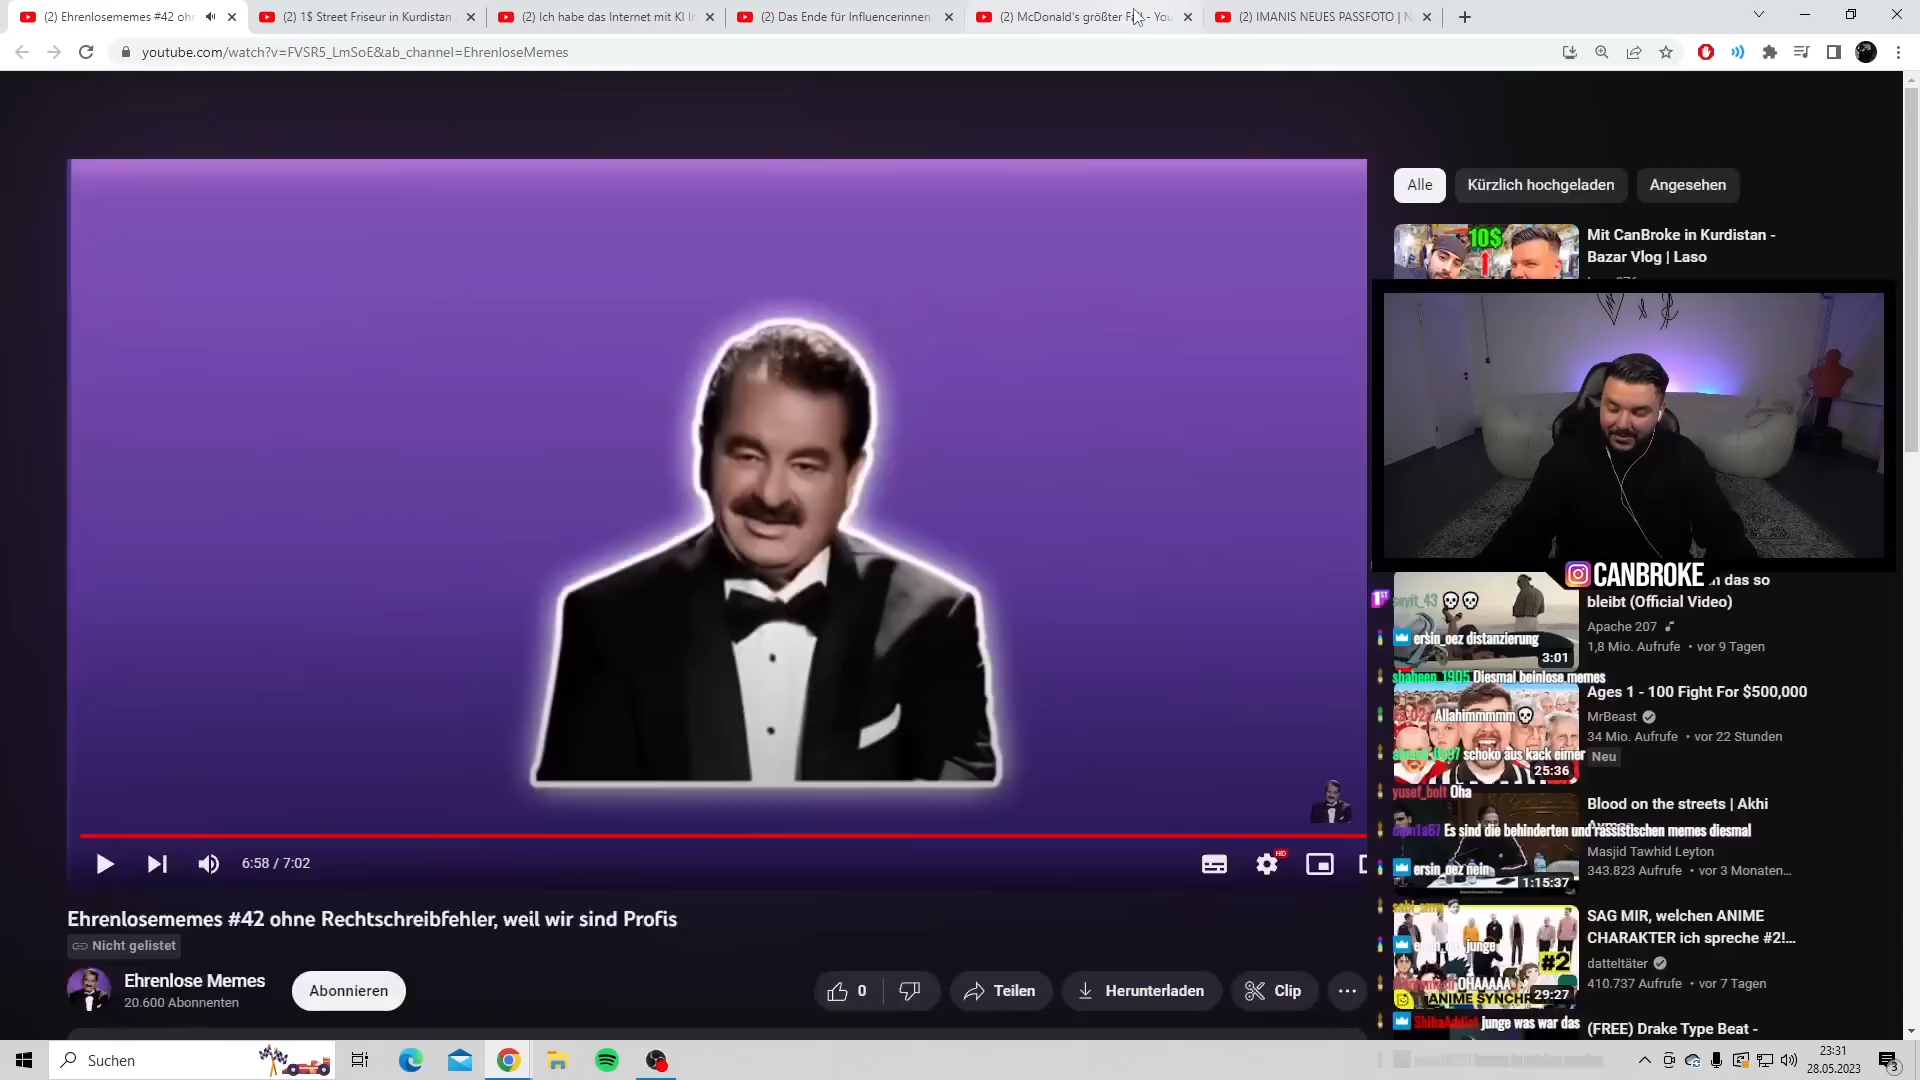 (2) Ehrenlosememes #42 ohn
(2) 1$ Street Friseur in Kurdistan
(2) Ich habe das Internet mit KI
(2) Das Ende für Influencerinnen
(2) McDonald's größter
(2) IMANIS NEUES PASSFOTO |
youtube.com/watch?v=FVSR5_LmSoE&ab_channel=EhrenloseMemes
Alle
Kürzlich hochgeladen
Angesehen
10$
Mit CanBroke in Kurdistan -
Bazar Vlog | Laso
CANBROKE
das so
bleibt (Official Video)
Apache 207
1,8 Mio. Aufrufe • vor 9 Tagen
3:01
ersin_oez distanzierung
shaheen_1905 Diesmal beinlose memes
Ages 1 - 100 Fight For $500,000
MrBeast
34 Mio. Aufrufe • vor 22 Stunden
Neu
25:36
Allahimmmmm
schoko aus kack eimer
yusef_bolt Oha
Blood on the streets | Akhi
Es sind die behinderten und rassistischen memes diesmal
Masjid Tawhid Leyton
343.823 Aufrufe • vor 3 Monaten...
1:15:37
ersin_oez nein
SAG MIR, welchen ANIME
CHARAKTER ich spreche #2!...
datteltäter
410.737 Aufrufe • vor 7 Tagen
#2
29:27
junge
OHAAAAA
ShibaAddict junge was war das
(FREE) Drake Type Beat -
6:58 / 7:02
HD
Ehrenlosememes #42 ohne Rechtschreibfehler, weil wir sind Profis
Nicht gelistet
Ehrenlose Memes
20.600 Abonnenten
Abonnieren
0
Teilen
Herunterladen
Clip
Suchen
23:31
28.05.2023
3